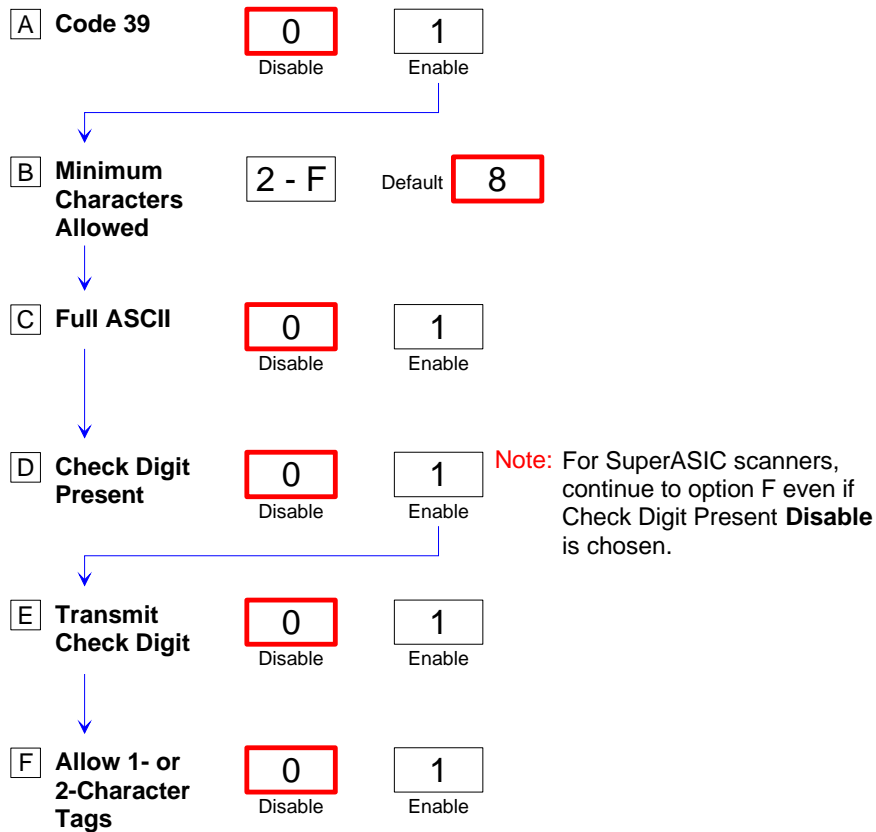 A Code 39 0 1
Disable Enable
B Minimum Characters Allowed 2 - F Default 8
C Full ASCII 0 1
Disable Enable
D Check Digit Present 0 1
Disable Enable
Note: For SuperASIC scanners,
continue to option F even if
Check Digit Present Disable
is chosen.
E Transmit Check Digit 0 1
Disable Enable
F Allow 1- or 2-Character Tags 0 1
Disable Enable